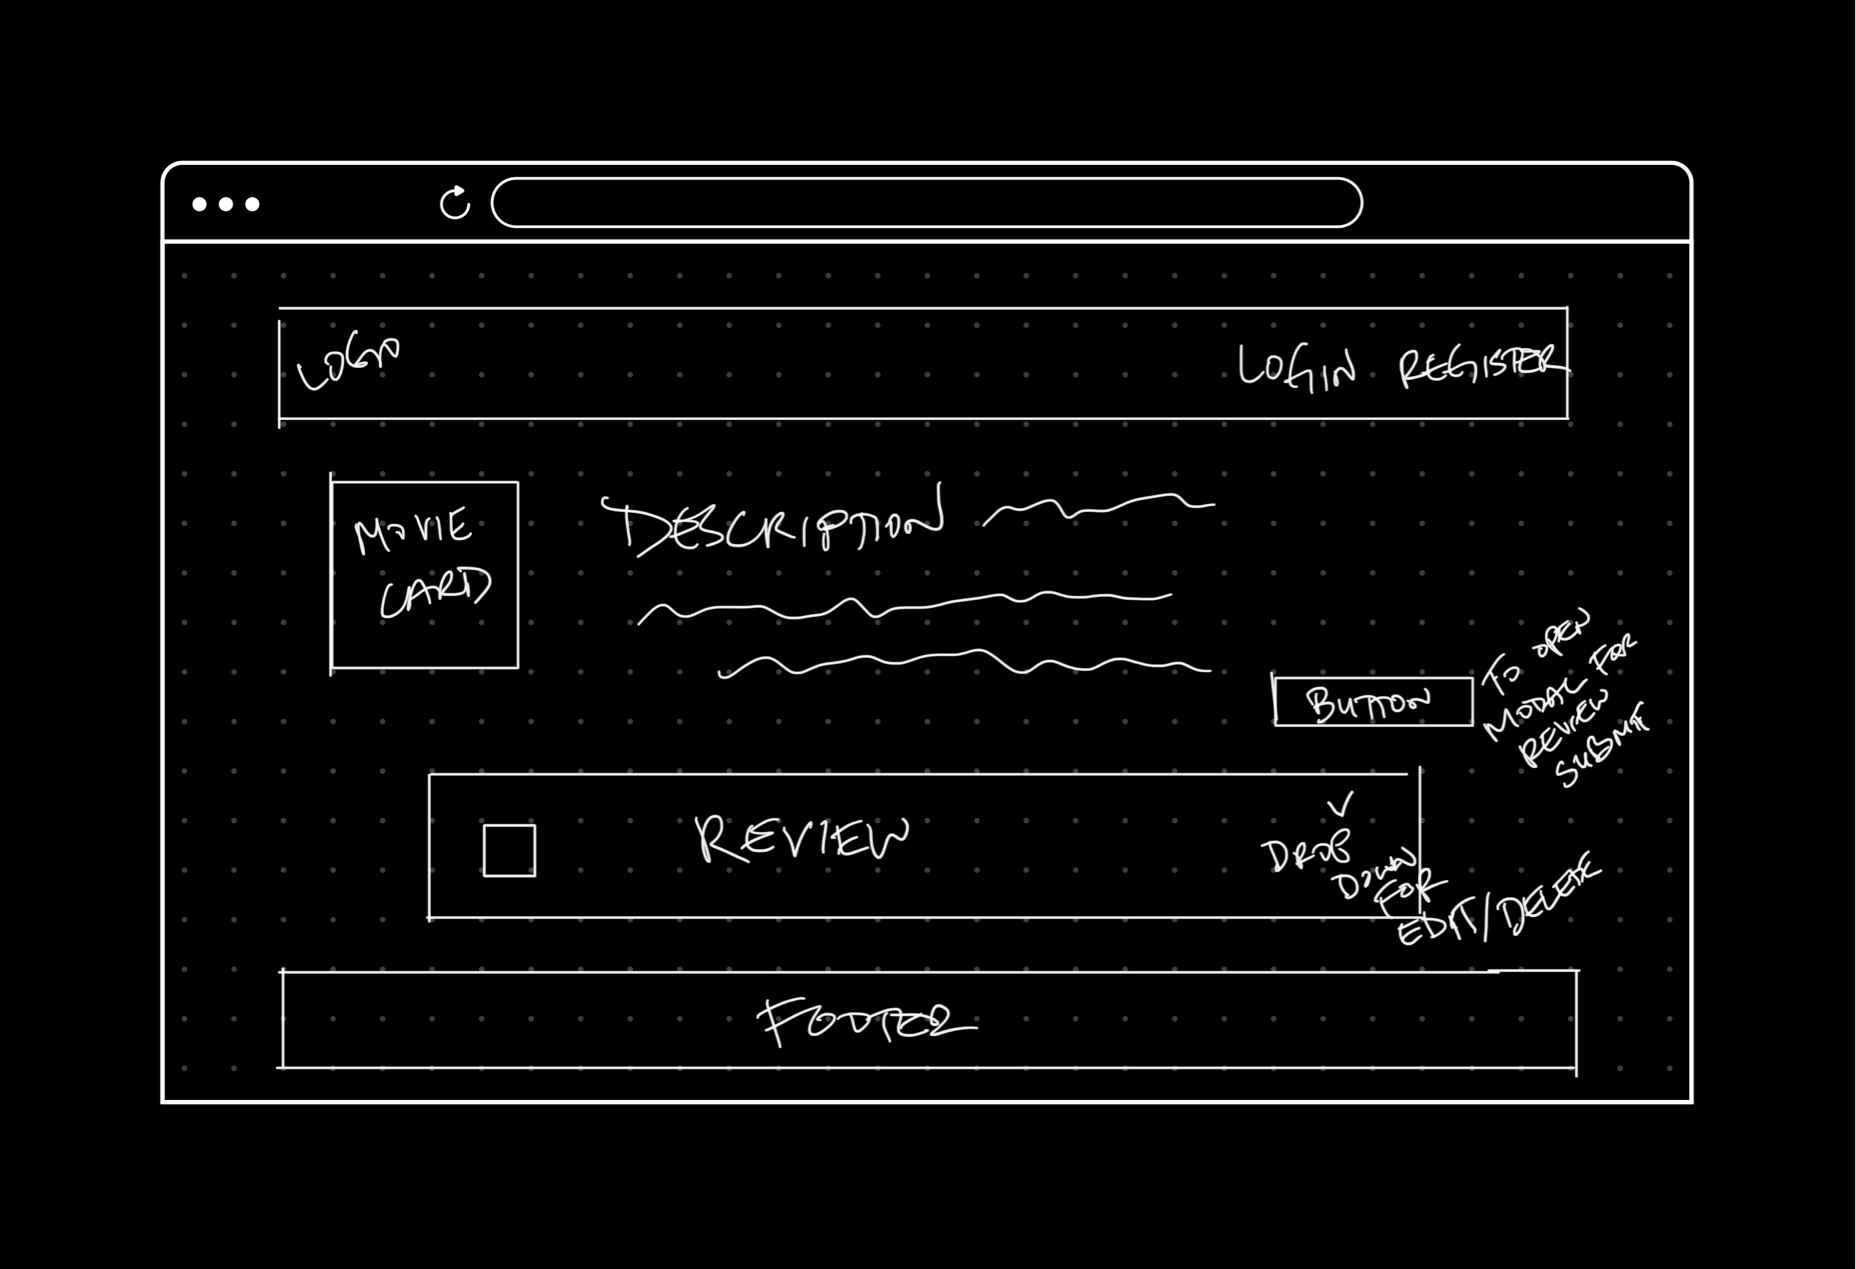 LOGO
LOGIN REGISTER
MOVIE
CARD
DESCRIPTION
BUTTON
TO OPEN
MODAL FOR
REVIEW
SUBMIT
REVIEW
DROP
DOWN
FOR
EDIT/DELETE
FOOTER